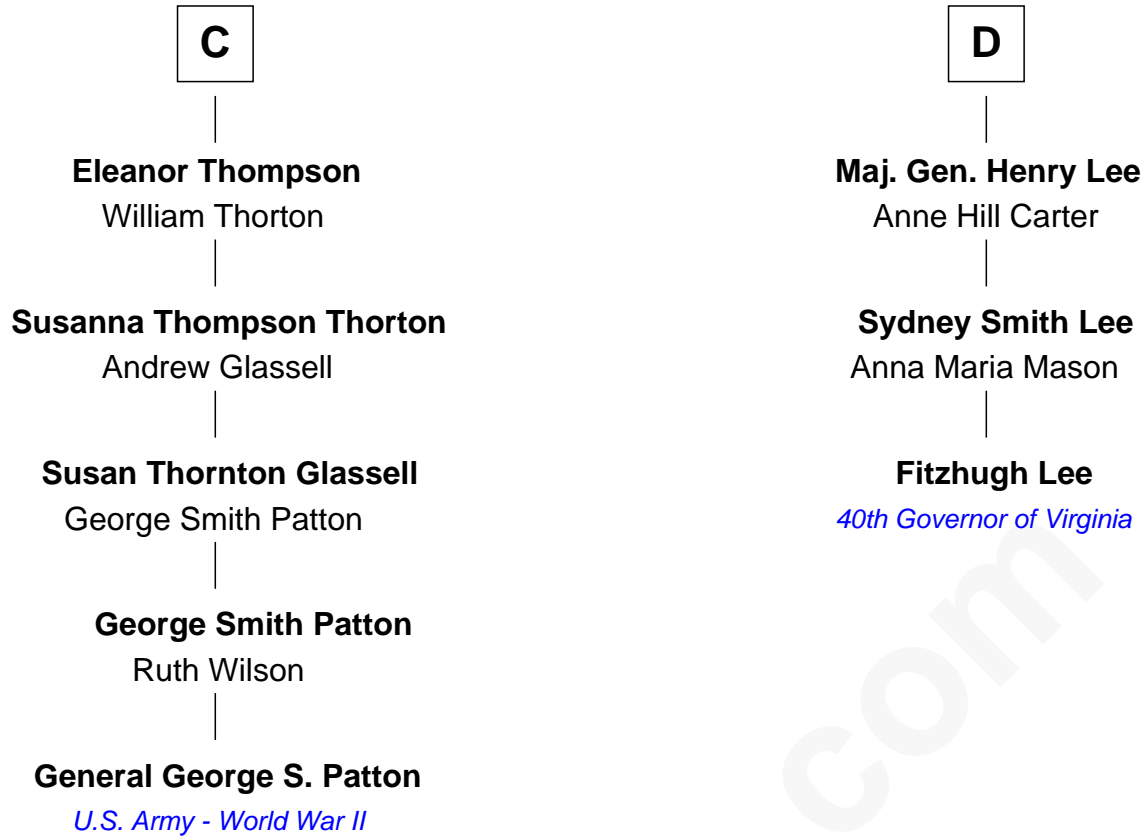 C
Eleanor Thompson
William Thorton
Susanna Thompson Thorton
Andrew Glassell
Susan Thornton Glassell
George Smith Patton
George Smith Patton
Ruth Wilson
General George S. Patton
U.S. Army - World War II
D
Maj. Gen. Henry Lee
Anne Hill Carter
Sydney Smith Lee
Anna Maria Mason
Fitzhugh Lee
40th Governor of Virginia
com